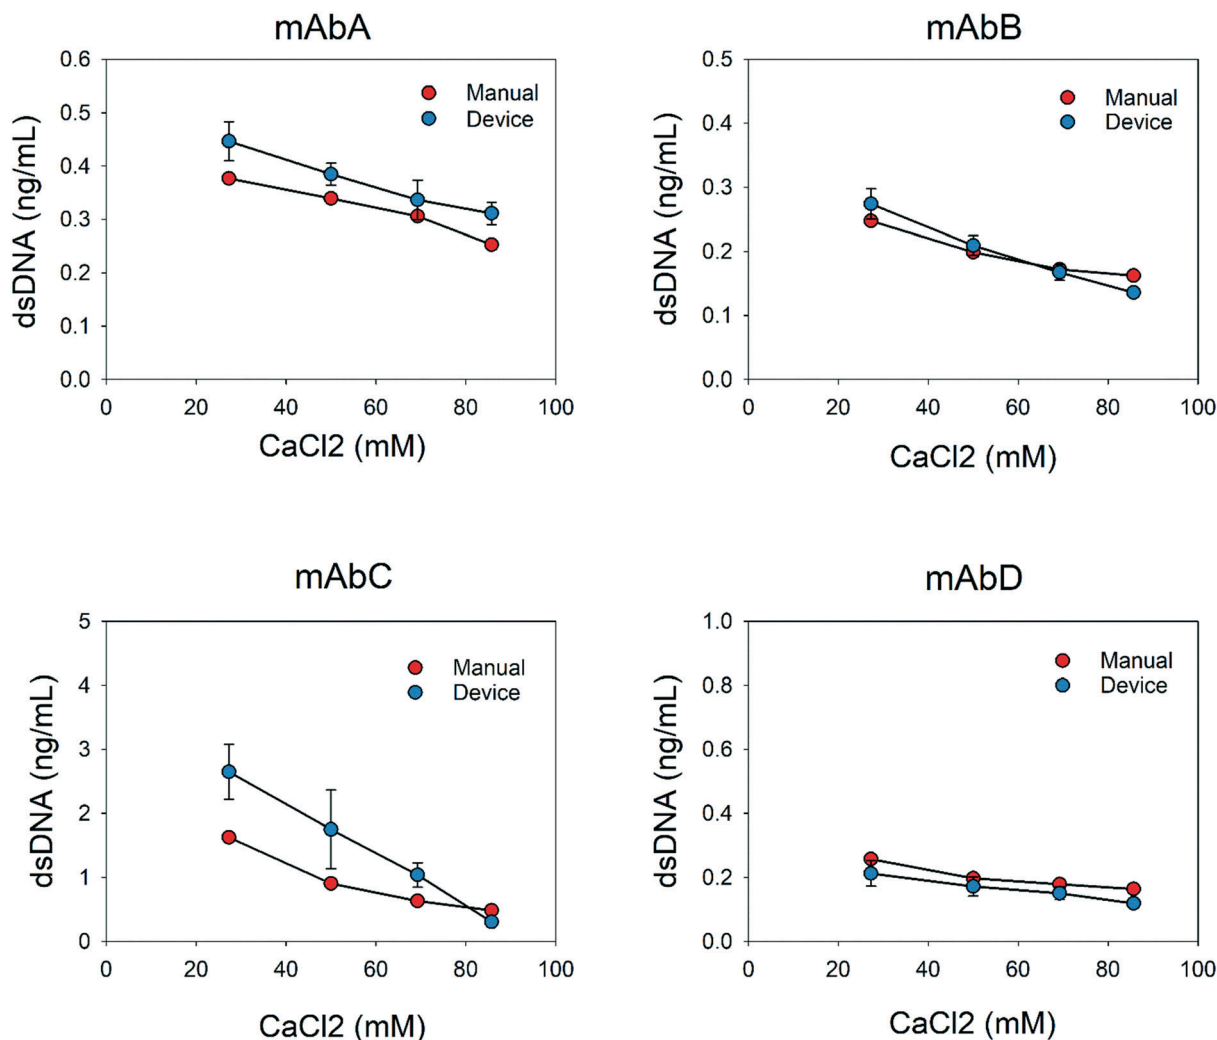 mAbA
0.6
0.5
0.4
0.3
0.2
0.1
0.0
dsDNA (ng/mL)
Manual
Device
0 20 40 60 80 100
CaCl2 (mM)
mAbB
0.5
0.4
0.3
0.2
0.1
0.0
dsDNA (ng/mL)
Manual
Device
0 20 40 60 80 100
CaCl2 (mM)
mAbC
5
4
3
2
1
0
dsDNA (ng/mL)
Manual
Device
0 20 40 60 80 100
CaCl2 (mM)
mAbD
1.0
0.8
0.6
0.4
0.2
0.0
dsDNA (ng/mL)
Manual
Device
0 20 40 60 80 100
CaCl2 (mM)